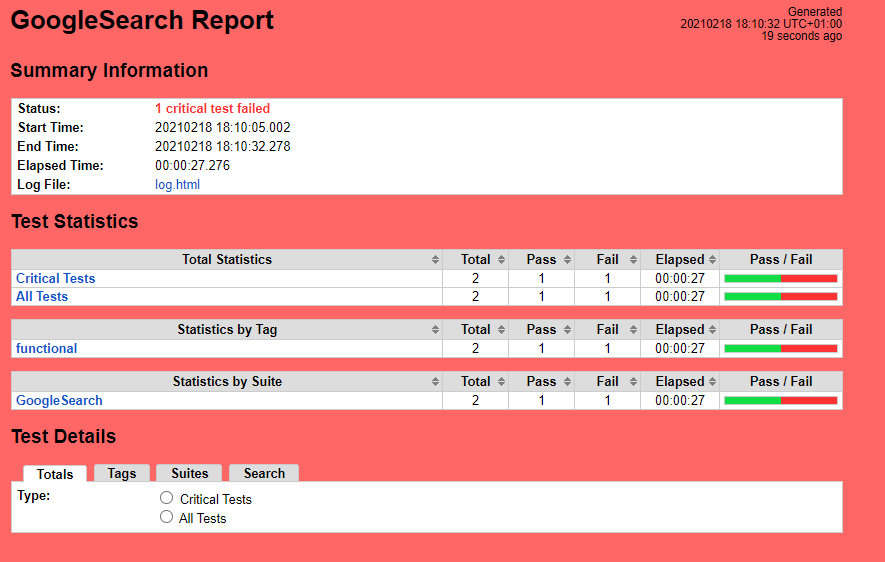 GoogleSearch Report
Generated
20210218 18:10:32 UTC+01:00
19 seconds ago
Summary Information
Status: 1 critical test failed
Start Time: 20210218 18:10:05.002
End Time: 20210218 18:10:32.278
Elapsed Time: 00:00:27.276
Log File: log.html
Test Statistics
Total Statistics Total Pass Fail Elapsed Pass / Fail
Critical Tests 2 1 1 00:00:27
All Tests 2 1 1 00:00:27
Statistics by Tag Total Pass Fail Elapsed Pass / Fail
functional 2 1 1 00:00:27
Statistics by Suite Total Pass Fail Elapsed Pass / Fail
GoogleSearch 2 1 1 00:00:27
Test Details
Totals Tags Suites Search
Type: Critical Tests
All Tests